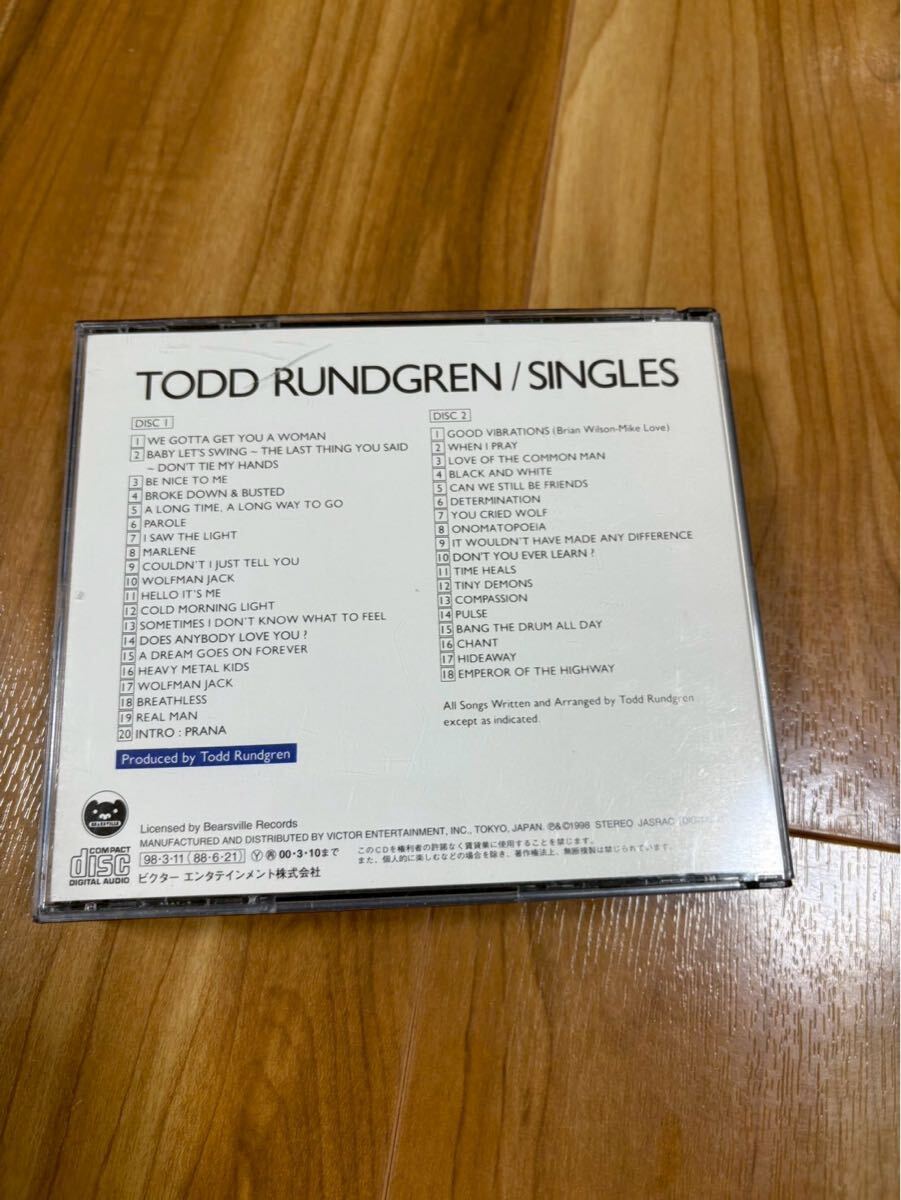 TODD RUNDGREN / SINGLES
DISC 1
1 WE GOTTA GET YOU A WOMAN
2 BABY LET'S SWING ~ THE LAST THING YOU SAID
~ DON'T TIE MY HANDS
3 BE NICE TO ME
4 BROKE DOWN & BUSTED
5 A LONG TIME, A LONG WAY TO GO
6 PAROLE
7 I SAW THE LIGHT
8 MARLENE
9 COULDN'T I JUST TELL YOU
10 WOLFMAN JACK
11 HELLO IT'S ME
12 COLD MORNING LIGHT
13 SOMETIMES I DON'T KNOW WHAT TO FEEL
14 DOES ANYBODY LOVE YOU ?
15 A DREAM GOES ON FOREVER
16 HEAVY METAL KIDS
17 WOLFMAN JACK
18 BREATHLESS
19 REAL MAN
20 INTRO : PRANA
Produced by Todd Rundgren
DISC 2
1 GOOD VIBRATIONS (Brian Wilson-Mike Love)
2 WHEN I PRAY
3 LOVE OF THE COMMON MAN
4 BLACK AND WHITE
5 CAN WE STILL BE FRIENDS
6 DETERMINATION
7 YOU CRIED WOLF
8 ONOMATOPOEIA
9 IT WOULDN'T HAVE MADE ANY DIFFERENCE
10 DON'T YOU EVER LEARN ?
11 TIME HEALS
12 TINY DEMONS
13 COMPASSION
14 PULSE
15 BANG THE DRUM ALL DAY
16 CHANT
17 HIDEAWAY
18 EMPEROR OF THE HIGHWAY
All Songs Written and Arranged by Todd Rundgren
except as indicated.
BEARSVILLE
Licensed by Bearsville Records
MANUFACTURED AND DISTRIBUTED BY VICTOR ENTERTAINMENT, INC., TOKYO, JAPAN. ℗&©1998 STEREO JASRAC
COMPACT
disc
DIGITAL AUDIO
98・3・11 (88・6・21) Ⓨ㊞00・3・10まで
ビクター エンタテインメント株式会社
このCDを権利者の許諾なく賃貸業に使用することを禁じます。
また、個人的に楽しむなどの場合を除き、著作権法上、無断複製は禁じられています。